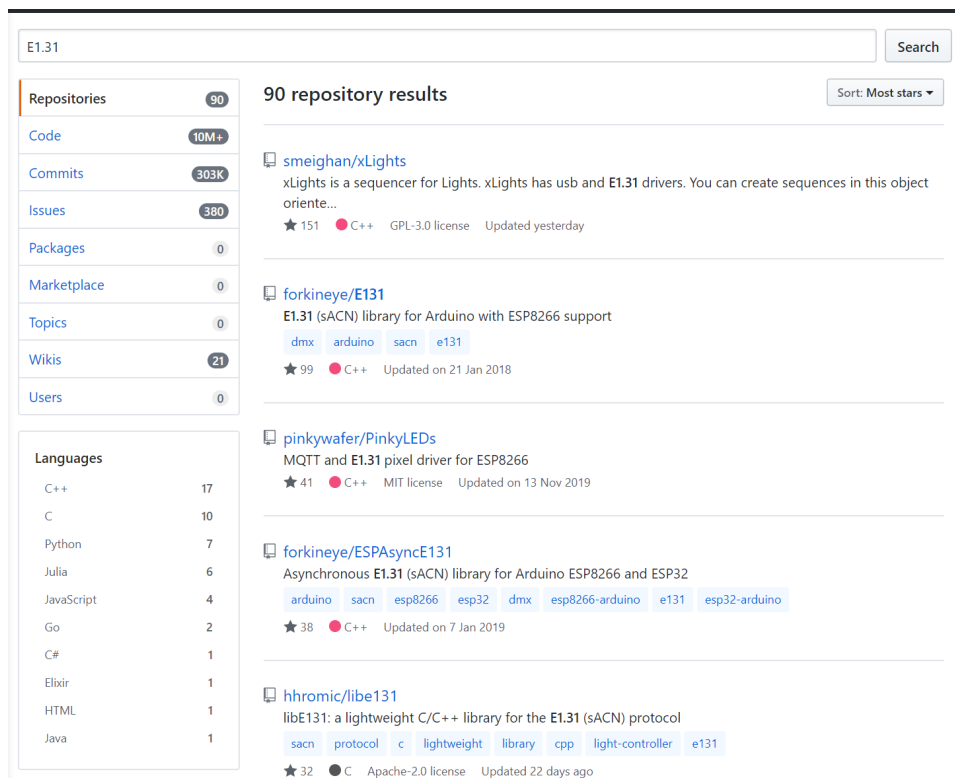 E1.31
Search
Repositories 90
Code 10M+
Commits 303K
Issues 380
Packages 0
Marketplace 0
Topics 0
Wikis 21
Users 0
Languages
C++ 17
C 10
Python 7
Julia 6
JavaScript 4
Go 2
C# 1
Elixir 1
HTML 1
Java 1
90 repository results
Sort: Most stars
smeighan/xLights
xLights is a sequencer for Lights. xLights has usb and E1.31 drivers. You can create sequences in this object
oriente...
151 C++ GPL-3.0 license Updated yesterday
forkineye/E131
E1.31 (sACN) library for Arduino with ESP8266 support
dmx arduino sacn e131
99 C++ Updated on 21 Jan 2018
pinkywafer/PinkyLEDs
MQTT and E1.31 pixel driver for ESP8266
41 C++ MIT license Updated on 13 Nov 2019
forkineye/ESPAsyncE131
Asynchronous E1.31 (sACN) library for Arduino ESP8266 and ESP32
arduino sacn esp8266 esp32 dmx esp8266-arduino e131 esp32-arduino
38 C++ Updated on 7 Jan 2019
hhromic/libe131
libE131: a lightweight C/C++ library for the E1.31 (sACN) protocol
sacn protocol c lightweight library cpp light-controller e131
32 C Apache-2.0 license Updated 22 days ago